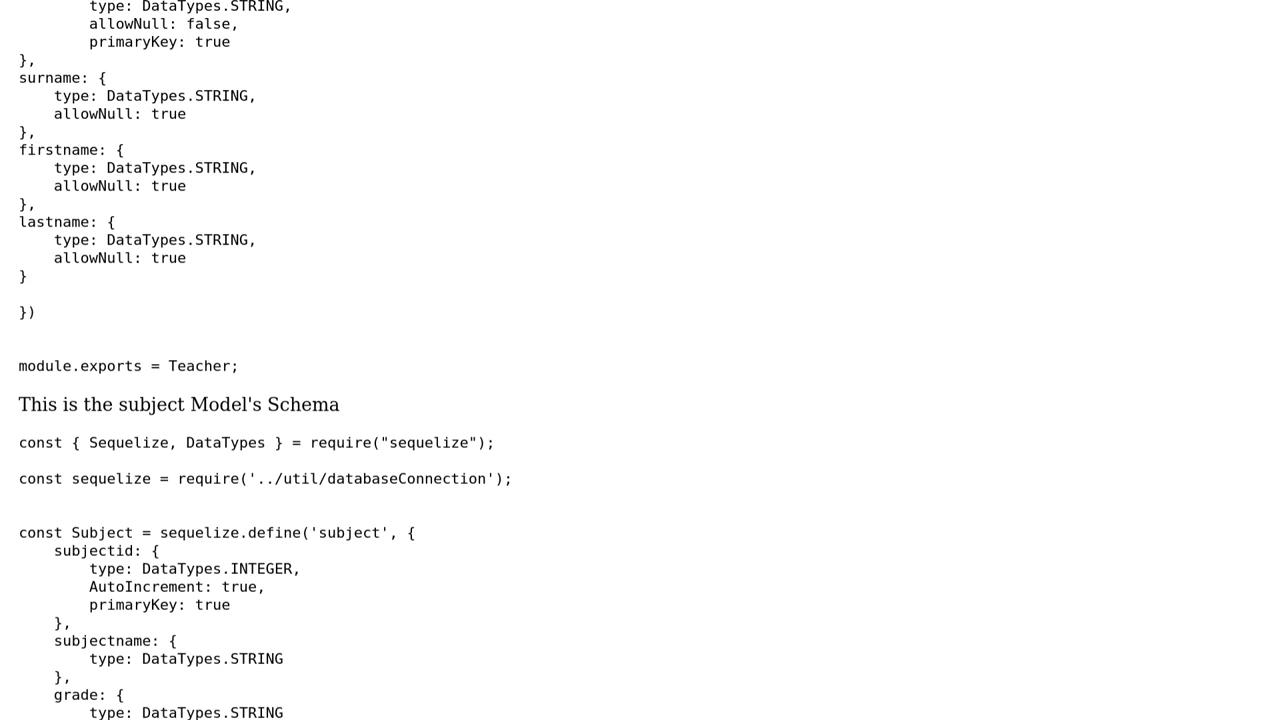 type: DataTypes.STRING,
        allowNull: false,
        primaryKey: true
},
surname: {
    type: DataTypes.STRING,
    allowNull: true
},
firstname: {
    type: DataTypes.STRING,
    allowNull: true
},
lastname: {
    type: DataTypes.STRING,
    allowNull: true
}

})


module.exports = Teacher;

This is the subject Model's Schema

const { Sequelize, DataTypes } = require("sequelize");

const sequelize = require('../util/databaseConnection');


const Subject = sequelize.define('subject', {
    subjectid: {
        type: DataTypes.INTEGER,
        AutoIncrement: true,
        primaryKey: true
    },
    subjectname: {
        type: DataTypes.STRING
    },
    grade: {
        type: DataTypes.STRING